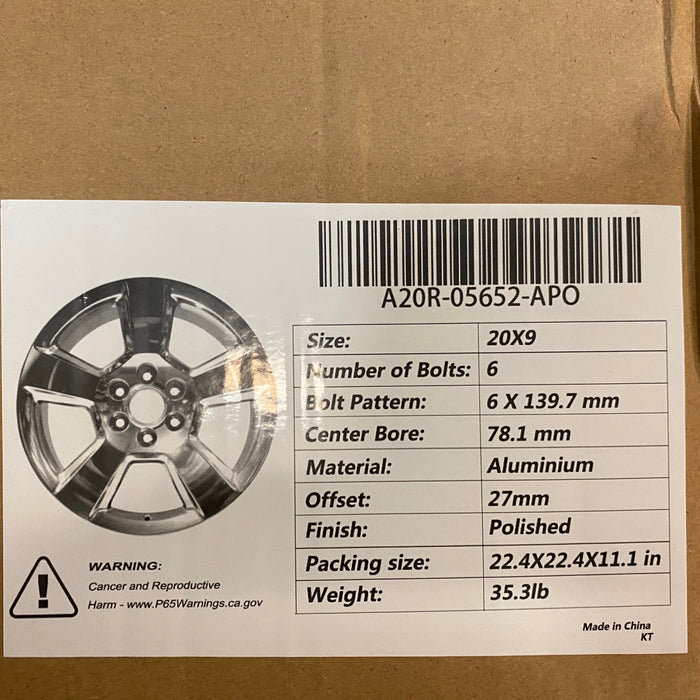 A20R-05652-APO
Size: 20X9
Number of Bolts: 6
Bolt Pattern: 6 X 139.7 mm
Center Bore: 78.1 mm
Material: Aluminium
Offset: 27mm
Finish: Polished
Packing size: 22.4X22.4X11.1 in
Weight: 35.3lb
WARNING:
Cancer and Reproductive
Harm - www.P65Warnings.ca.gov
Made in China
KT